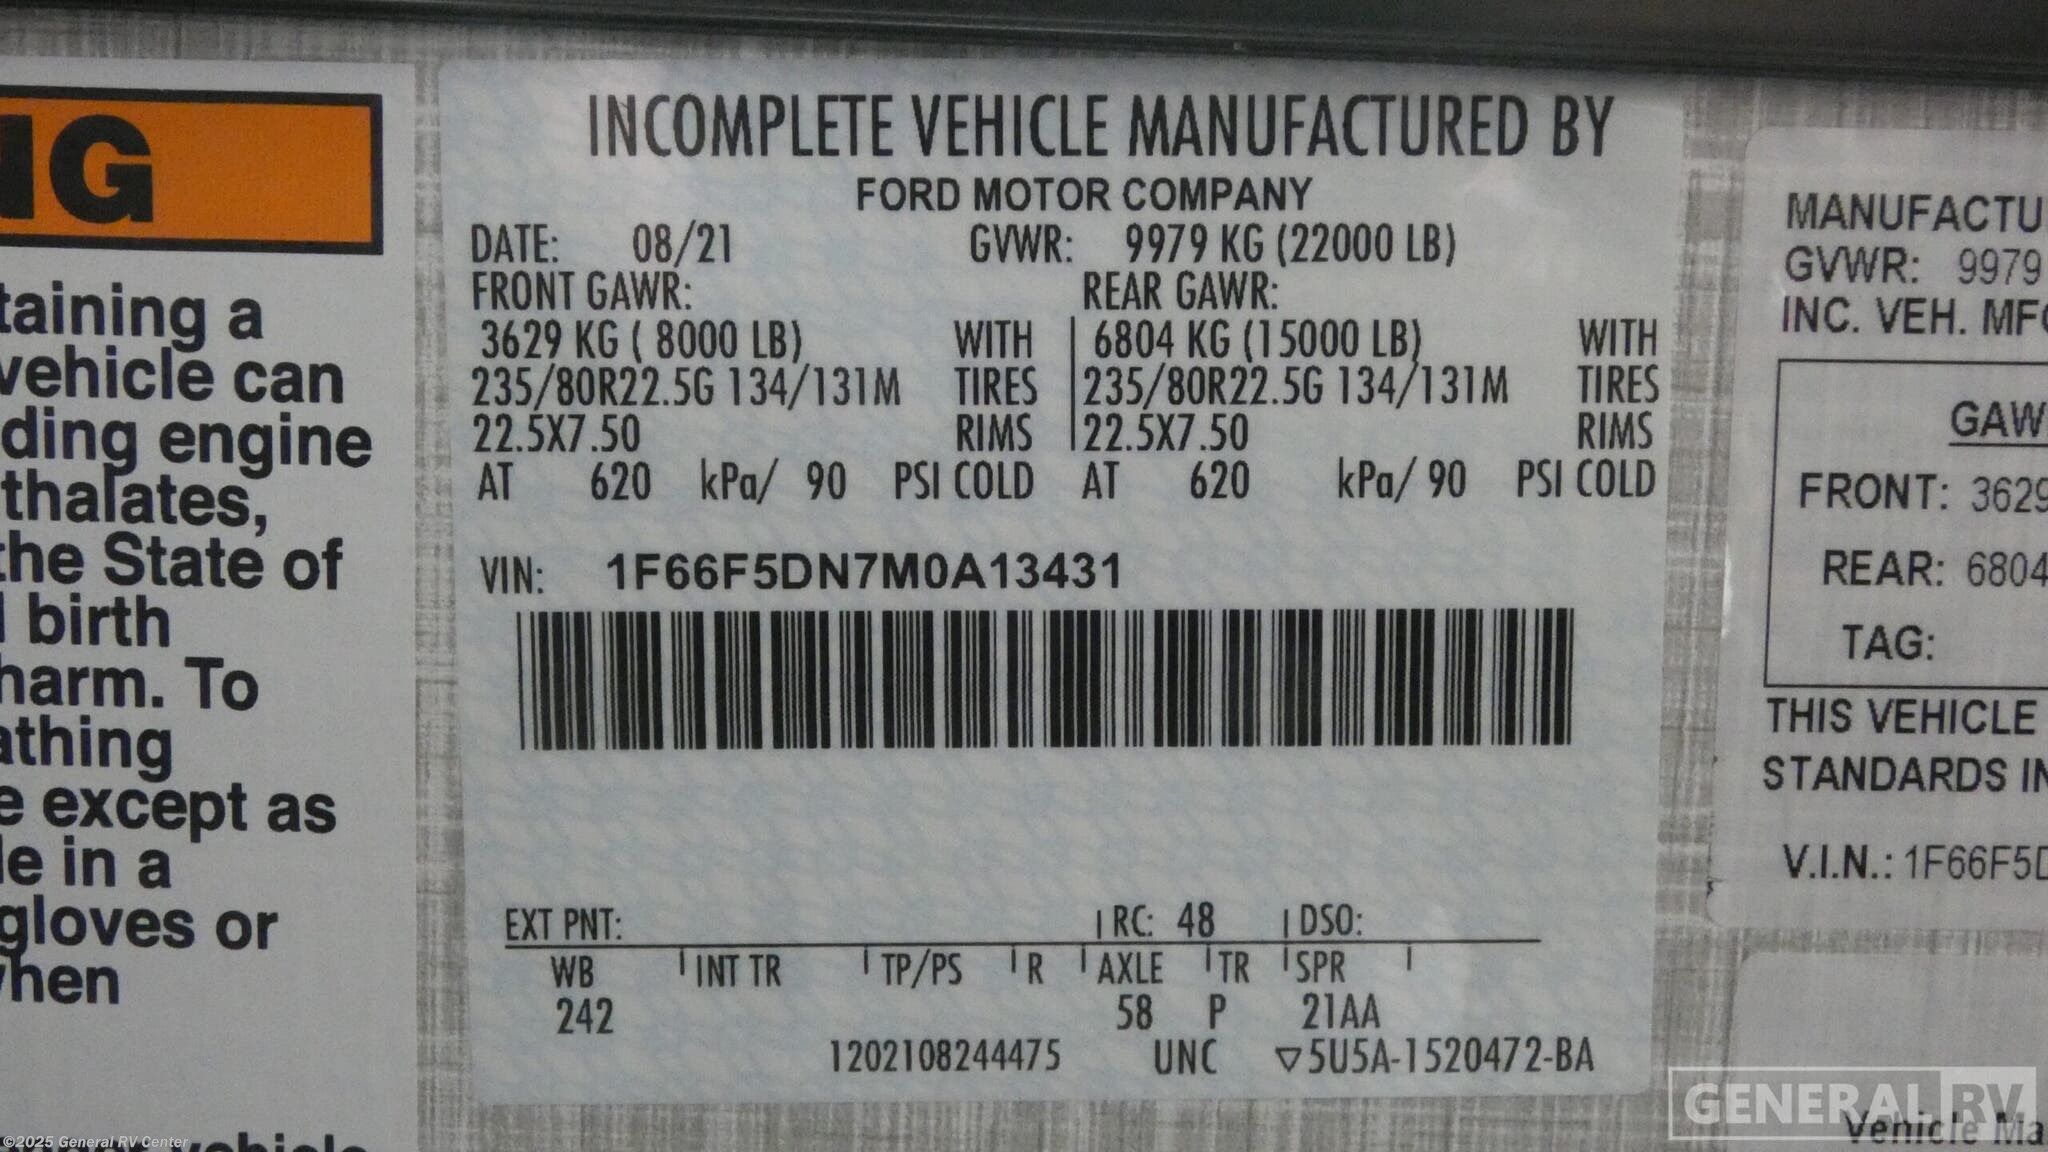 NG
taining a
vehicle can
ding engine
thalates,
the State of
birth
harm. To
athing
e except as
le in a
gloves or
when
vehicle
INCOMPLETE VEHICLE MANUFACTURED BY
FORD MOTOR COMPANY
DATE: 08/21 GVWR: 9979 KG (22000 LB)
FRONT GAWR: REAR GAWR:
3629 KG ( 8000 LB) WITH 6804 KG (15000 LB) WITH
235/80R22.5G 134/131M TIRES 235/80R22.5G 134/131M TIRES
22.5X7.50 RIMS 22.5X7.50 RIMS
AT 620 kPa/ 90 PSI COLD AT 620 kPa/ 90 PSI COLD
VIN: 1F66F5DN7M0A13431
EXT PNT: RC: 48 DSO:
WB INT TR TP/PS R AXLE TR SPR
242 58 P 21AA
1202108244475 UNC ▽5U5A-1520472-BA
MANUFACTU
GVWR: 9979
INC. VEH. MFG
GAW
FRONT: 3629
REAR: 6804
TAG:
THIS VEHICLE
STANDARDS IN
V.I.N.: 1F66F5D
Vehicle Ma
GENERAL RV
©2025 General RV Center